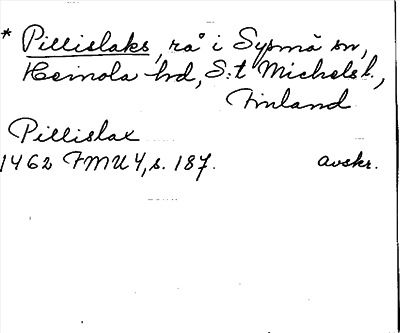 * Pillislaks, rå i Sysmä sn,
Heinola hd, S:t Michels l.,
Finland
Pillislax
1462 FMU 4, s. 187. avskr.